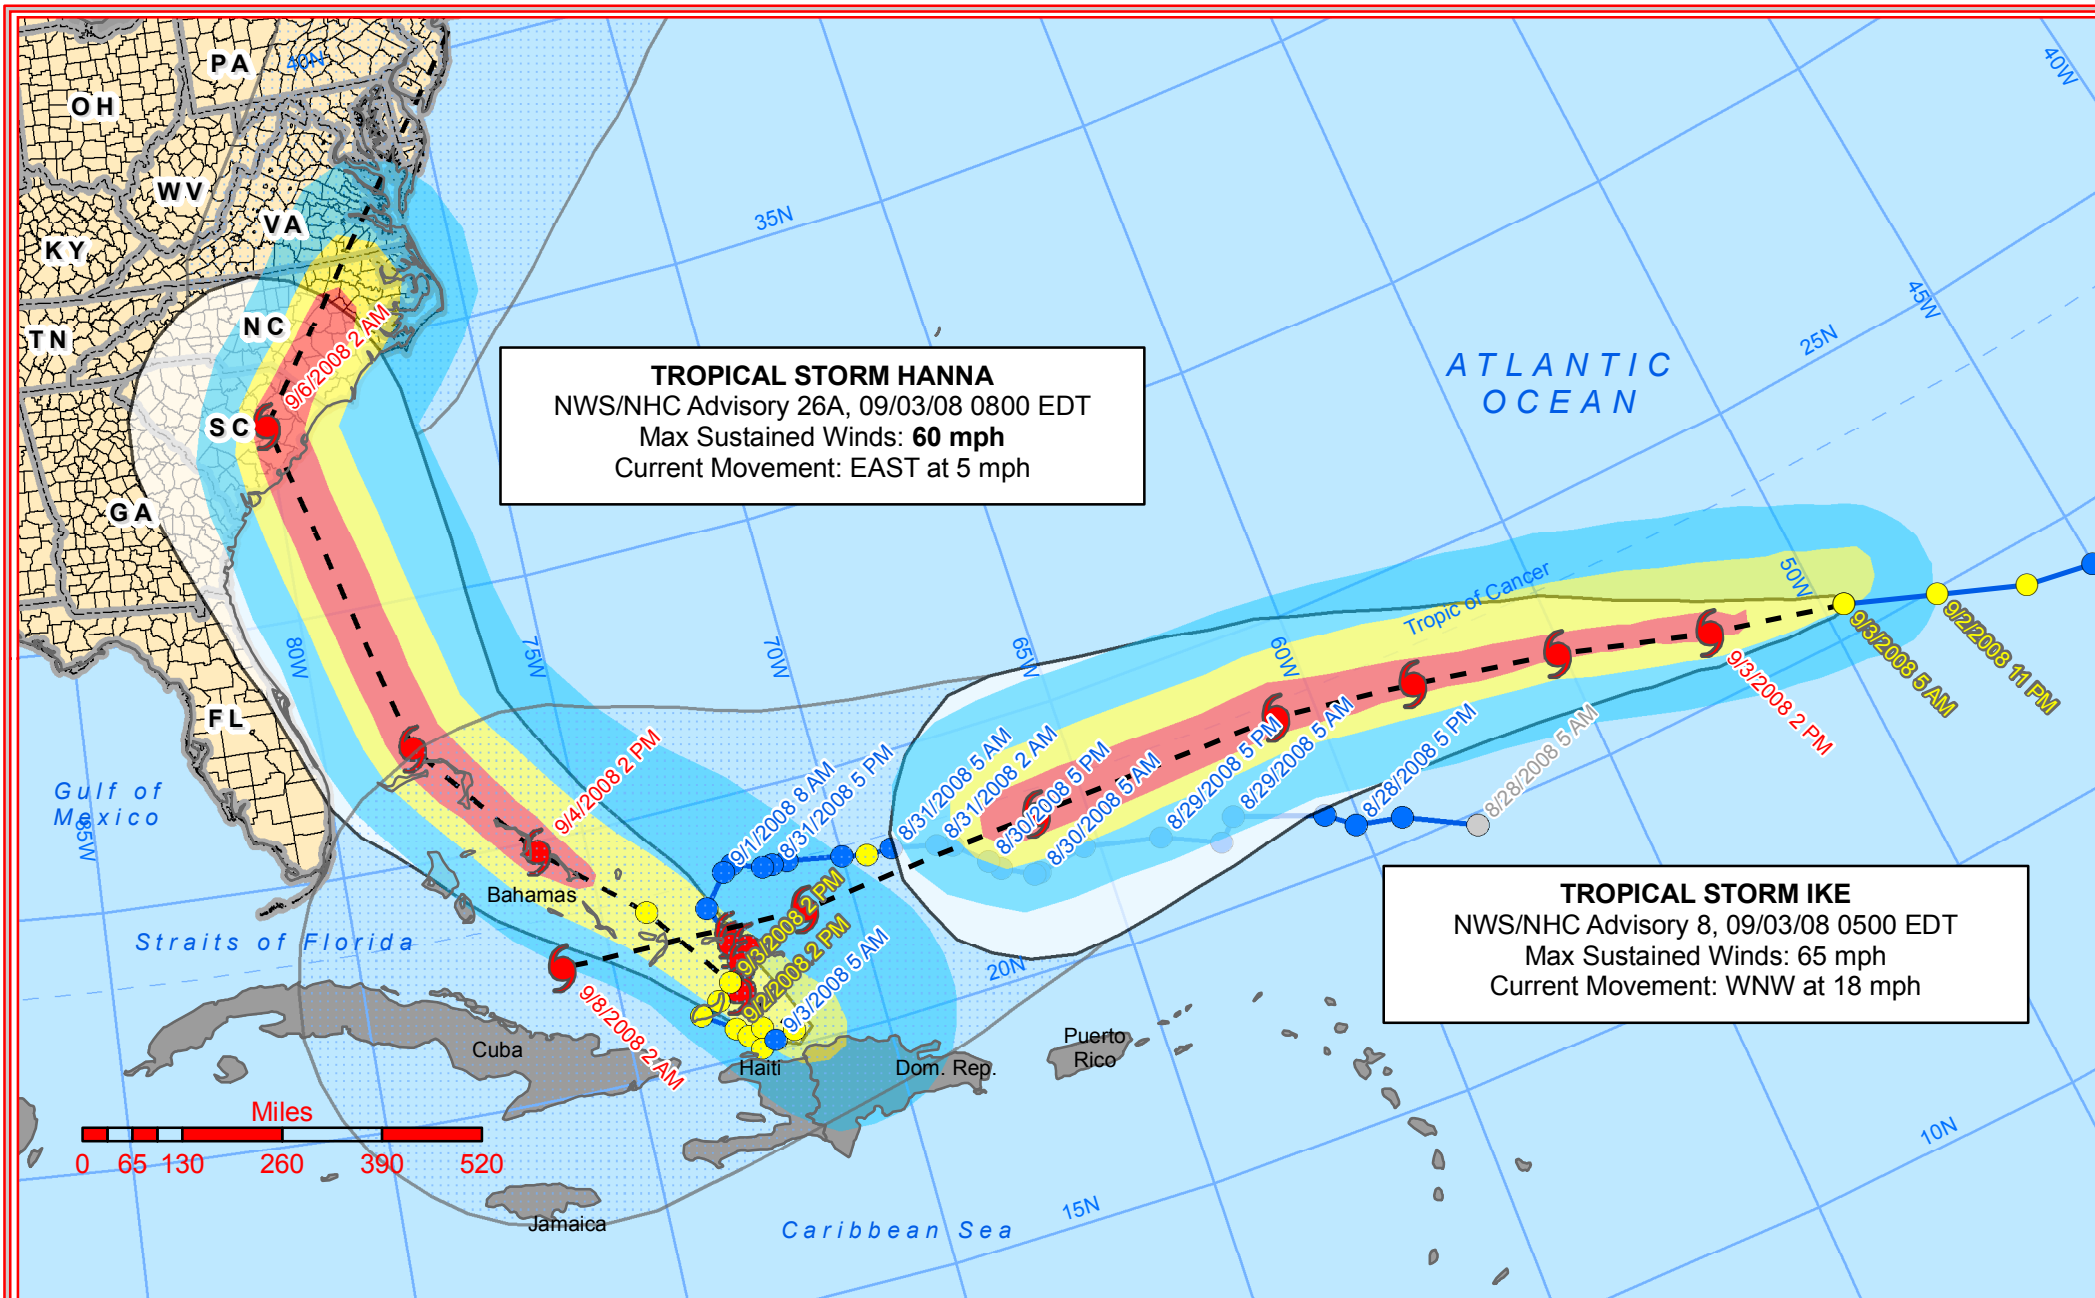 PA
40N
40W
OH
WV
VA
35N
KY
45W
NC
25N
TN
9/6/2008 2 AM
TROPICAL STORM HANNA
NWS/NHC Advisory 26A, 09/03/08 0800 EDT
Max Sustained Winds: 60 mph
Current Movement: EAST at 5 mph
ATLANTIC
OCEAN
SC
GA
50W
Tropic of Cancer
80W
75W
70W
65W
60W
9/3/2008 5 AM
9/2/2008 11 PM
9/3/2008 2 PM
FL
9/4/2008 2 PM
9/1/2008 8 AM
8/31/2008 5 PM
8/31/2008 5 AM
8/31/2008 2 AM
8/30/2008 5 PM
8/30/2008 5 AM
8/29/2008 5 PM
8/29/2008 5 AM
8/28/2008 5 PM
8/28/2008 5 AM
Gulf of
Mexico
85W
Bahamas
Straits of Florida
9/3/2008 2 PM
9/2/2008 2 PM
9/3/2008 5 AM
20N
TROPICAL STORM IKE
NWS/NHC Advisory 8, 09/03/08 0500 EDT
Max Sustained Winds: 65 mph
Current Movement: WNW at 18 mph
9/8/2008 2 AM
Cuba
Haiti
Dom. Rep.
Puerto
Rico
Miles
0 65 130 260 390 520
10N
Jamaica
Caribbean Sea
15N